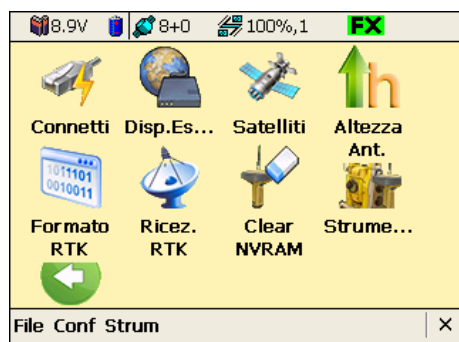 8.9V 8+0 100%,1 FX
Connetti Disp.Es... Satelliti Altezza Ant.
1011101
0010011
Formato RTK Ricez. RTK Clear NVRAM Strume...
File Conf Strum ×